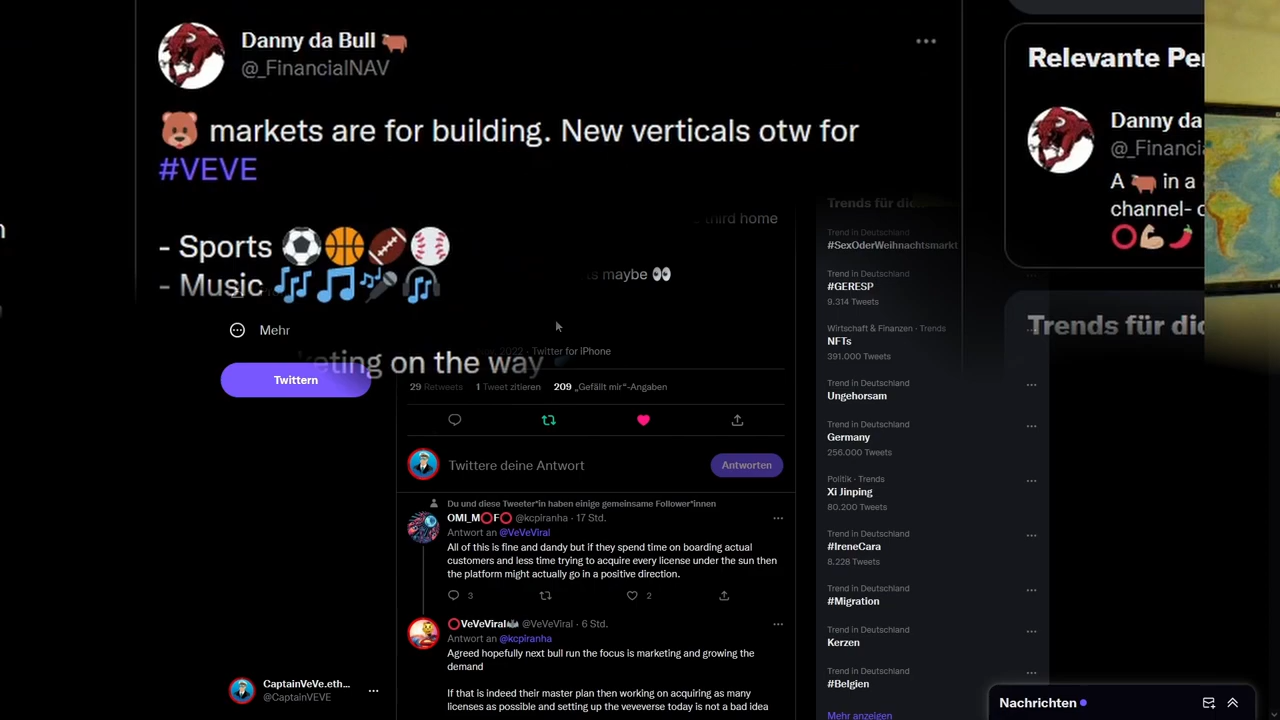 Danny da Bull
@_FinancialNAV
markets are for building. New verticals otw for
#VEVE
- Sports
- Music
third home
maybe
Mehr
Twittern
on the way
2022 · Twitter for iPhone
29 Retweets 1 Tweet zitieren 209 „Gefällt mir“-Angaben
Twittere deine Antwort
Antworten
Du und diese Tweeter*in haben einige gemeinsame Follower*innen
OMI_M⭕F⭕ @kcpiranha · 17 Std.
Antwort an @VeVeViral
All of this is fine and dandy but if they spend time on boarding actual
customers and less time trying to acquire every license under the sun then
the platform might actually go in a positive direction.
3 2
⭕VeVeViral @VeVeViral · 6 Std.
Antwort an @kcpiranha
Agreed hopefully next bull run the focus is marketing and growing the
demand
If that is indeed their master plan then working on acquiring as many
licenses as possible and setting up the veveverse today is not a bad idea
CaptainVeVe.eth...
@CaptainVEVE
Relevante
Danny da
A in a
channel-
Trends für
Trends für
Trend in Deutschland
#SexOderWeihnachtsmarkt
Trend in Deutschland
#GERESP
9.314 Tweets
Wirtschaft & Finanzen · Trends
NFTs
391.000 Tweets
Trend in Deutschland
Ungehorsam
Trend in Deutschland
Germany
256.000 Tweets
Politik · Trends
Xi Jinping
80.200 Tweets
Trend in Deutschland
#IreneCara
8.228 Tweets
Trend in Deutschland
#Migration
Trend in Deutschland
Kerzen
Trend in Deutschland
#Belgien
Mehr anzeigen
Nachrichten